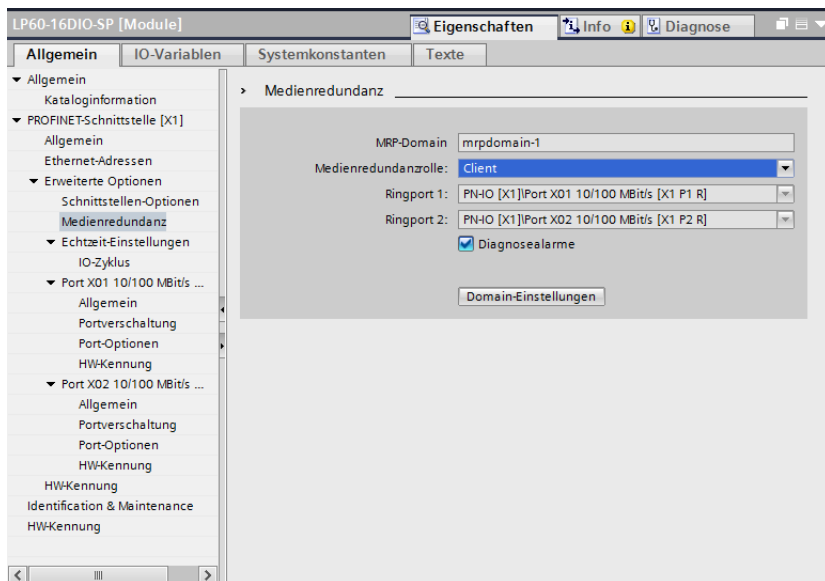 LP60-16DIO-SP [Module]
Eigenschaften
Info
Diagnose
Allgemein
IO-Variablen
Systemkonstanten
Texte
Allgemein
Kataloginformation
PROFINET-Schnittstelle [X1]
Allgemein
Ethernet-Adressen
Erweiterte Optionen
Schnittstellen-Optionen
Medienredundanz
Echtzeit-Einstellungen
IO-Zyklus
Port X01 10/100 MBit/s ...
Allgemein
Portverschaltung
Port-Optionen
HW-Kennung
Port X02 10/100 MBit/s ...
Allgemein
Portverschaltung
Port-Optionen
HW-Kennung
HW-Kennung
Identification & Maintenance
HW-Kennung
Medienredundanz
MRP-Domain mrpdomain-1
Medienredundanzrolle: Client
Ringport 1: PN-IO [X1]\Port X01 10/100 MBit/s [X1 P1 R]
Ringport 2: PN-IO [X1]\Port X02 10/100 MBit/s [X1 P2 R]
Diagnosealarme
Domain-Einstellungen